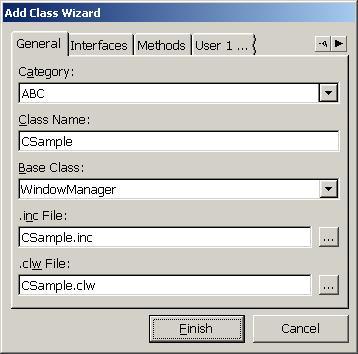 Add Class Wizard
General Interfaces Methods User 1 ...
Category:
ABC
Class Name:
CSample
Base Class:
WindowManager
.inc File:
CSample.inc
...
.clw File:
CSample.clw
...
Finish Cancel